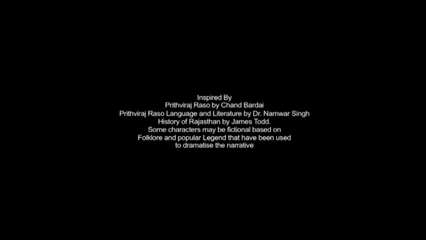 Inspired By
Prithviraj Raso by Chand Bardai
Prithviraj Raso Language and Literature by Dr. Namwar Singh
History of Rajasthan by James Todd.
Some characters may be fictional based on
Folklore and popular Legend that have been used
to dramatise the narrative